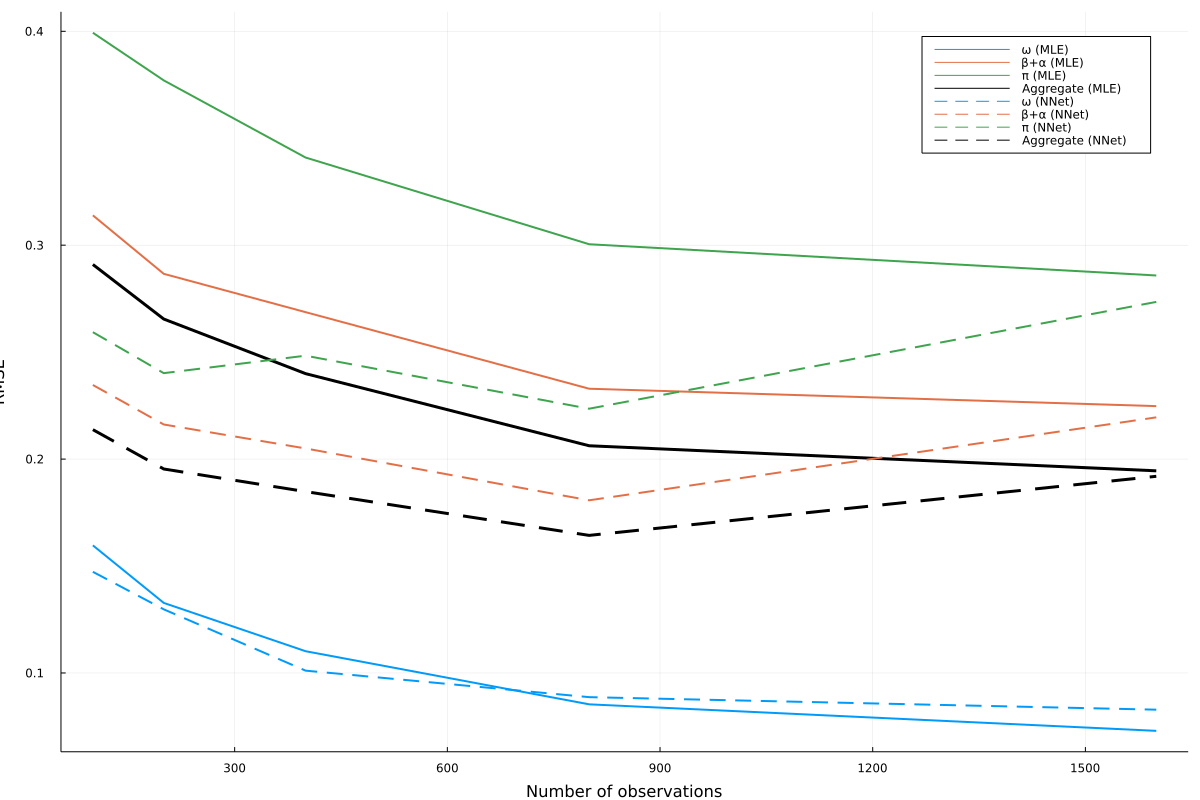 0.4
0.3
0.2
0.1
300
600
900
1200
1500
Number of observations
ω (MLE)
β+α (MLE)
π (MLE)
Aggregate (MLE)
ω (NNet)
β+α (NNet)
π (NNet)
Aggregate (NNet)